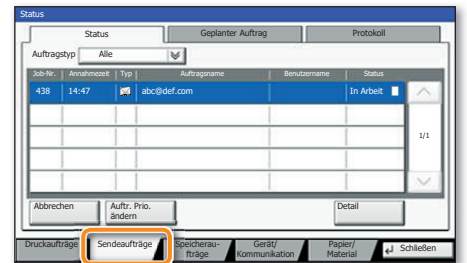 Status
Status Geplanter Auftrag Protokoll
Auftragstyp Alle
Job-Nr. Annahmezeit Typ Auftragsname Benutzername Status
438 14:47 abc@def.com In Arbeit
1/1
Abbrechen Auftr. Prio. Detail
ändern
Druckaufträge Sendeaufträge Speicherau- Gerät/ Papier/ Schließen
fträge Kommunikation Material